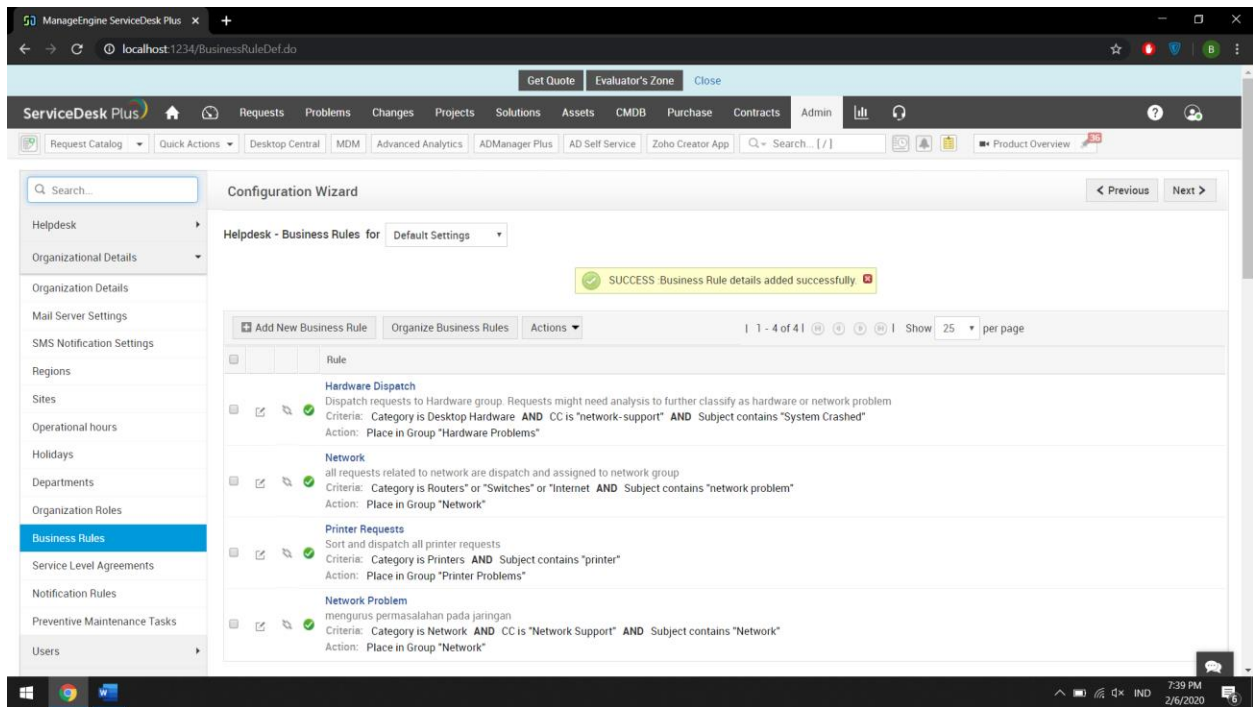 ManageEngine ServiceDesk Plus
localhost:1234/BusinessRuleDef.do
B
Get Quote Evaluator's Zone Close
ServiceDesk Plus Requests Problems Changes Projects Solutions Assets CMDB Purchase Contracts Admin
Request Catalog Quick Actions Desktop Central MDM Advanced Analytics ADManager Plus AD Self Service Zoho Creator App Search... [ / ] Product Overview 36
Search...
Helpdesk
Organizational Details
Organization Details
Mail Server Settings
SMS Notification Settings
Regions
Sites
Operational hours
Holidays
Departments
Organization Roles
Business Rules
Service Level Agreements
Notification Rules
Preventive Maintenance Tasks
Users
Configuration Wizard
Previous Next
Helpdesk - Business Rules for Default Settings
SUCCESS :Business Rule details added successfully.
Add New Business Rule Organize Business Rules Actions | 1 - 4 of 4 | | Show 25 per page
Rule
Hardware Dispatch
Dispatch requests to Hardware group. Requests might need analysis to further classify as hardware or network problem
Criteria: Category is Desktop Hardware AND CC is "network-support" AND Subject contains "System Crashed"
Action: Place in Group "Hardware Problems"
Network
all requests related to network are dispatch and assigned to network group
Criteria: Category is Routers" or "Switches" or "Internet AND Subject contains "network problem"
Action: Place in Group "Network"
Printer Requests
Sort and dispatch all printer requests
Criteria: Category is Printers AND Subject contains "printer"
Action: Place in Group "Printer Problems"
Network Problem
mengurus permasalahan pada jaringan
Criteria: Category is Network AND CC is "Network Support" AND Subject contains "Network"
Action: Place in Group "Network"
IND
7:39 PM
2/6/2020
6